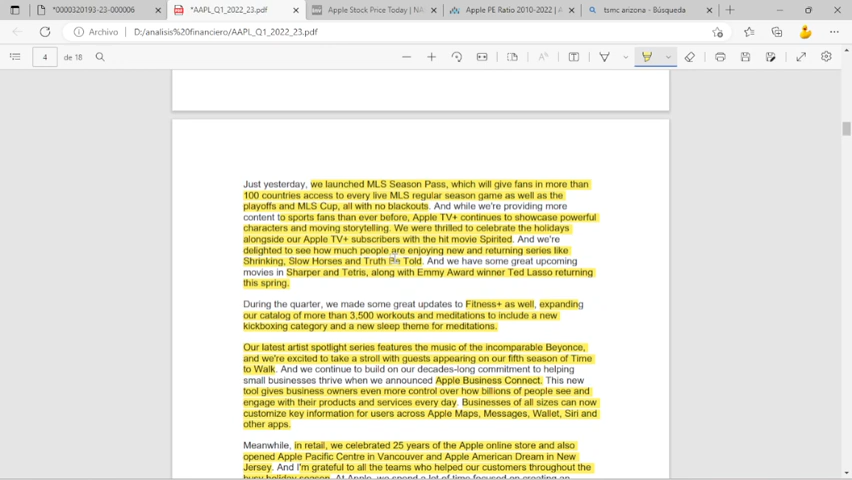 *0000320193-23-000006
*AAPL_Q1_2022_23.pdf
Apple Stock Price Today | NAS
Apple PE Ratio 2010-2022 | A
tsmc arizona - Búsqueda
Archivo
D:/analisis%20financiero/AAPL_Q1_2022_23.pdf
4
de 18
Just yesterday, we launched MLS Season Pass, which will give fans in more than
100 countries access to every live MLS regular season game as well as the
playoffs and MLS Cup, all with no blackouts. And while we're providing more
content to sports fans than ever before, Apple TV+ continues to showcase powerful
characters and moving storytelling. We were thrilled to celebrate the holidays
alongside our Apple TV+ subscribers with the hit movie Spirited. And we're
delighted to see how much people are enjoying new and returning series like
Shrinking, Slow Horses and Truth Be Told. And we have some great upcoming
movies in Sharper and Tetris, along with Emmy Award winner Ted Lasso returning
this spring.
During the quarter, we made some great updates to Fitness+ as well, expanding
our catalog of more than 3,500 workouts and meditations to include a new
kickboxing category and a new sleep theme for meditations.
Our latest artist spotlight series features the music of the incomparable Beyonce,
and we're excited to take a stroll with guests appearing on our fifth season of Time
to Walk. And we continue to build on our decades-long commitment to helping
small businesses thrive when we announced Apple Business Connect. This new
tool gives business owners even more control over how billions of people see and
engage with their products and services every day. Businesses of all sizes can now
customize key information for users across Apple Maps, Messages, Wallet, Siri and
other apps.
Meanwhile, in retail, we celebrated 25 years of the Apple online store and also
opened Apple Pacific Centre in Vancouver and Apple American Dream in New
Jersey. And I'm grateful to all the teams who helped our customers throughout the
busy holiday season. At Apple, we spend a lot of time focused on creating an